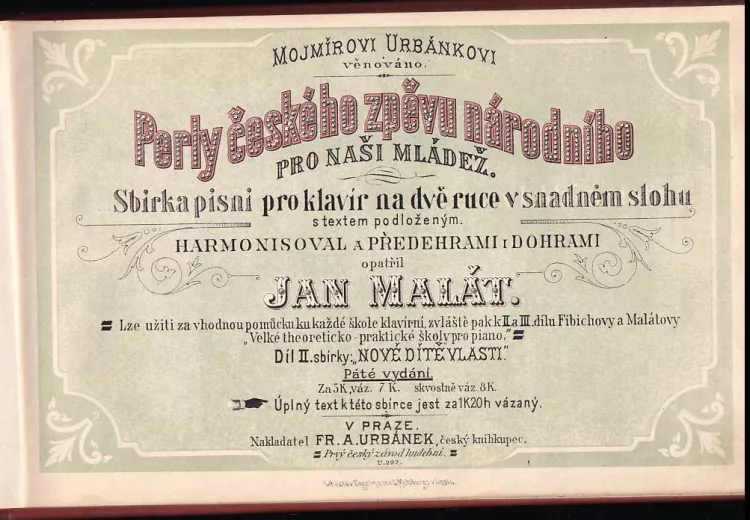 MOJMÍROVI URBÁNKOVI
věnováno.
Perly českého zpěvu národního
PRO NAŠI MLÁDEŽ.
Sbírka písní pro klavír na dvě ruce v snadném slohu
s textem podloženým.
HARMONISOVAL A PŘEDEHRAMI I DOHRAMI
opatřil
JAN MALÁT.
Lze užiti za vhodnou pomůcku ku každé škole klavírní, zvláště pak k II. a III. dílu Fibichovy a Malátovy
„Velké theoreticko-praktické školy pro piano."
Díl II. sbírky: „NOVÉ DÍTĚ VLASTI."
Páté vydání.
Za 5 K, váz. 7 K. skvostně váz. 8 K.
Úplný text k této sbírce jest za 1 K 20 h vázaný.
V PRAZE.
Nakladatel FR. A. URBÁNEK, český knihkupec.
Prvý český závod hudební.
U. 292.